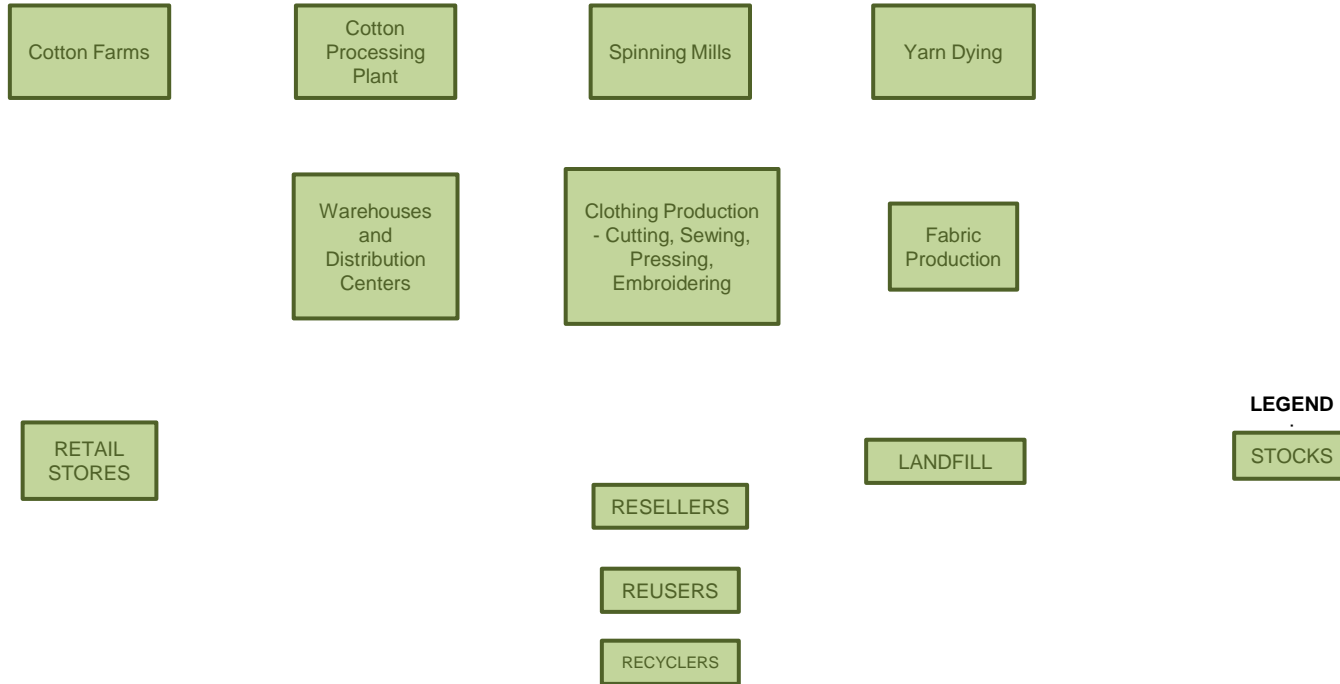 Cotton Farms
Cotton
Processing
Plant
Spinning Mills
Yarn Dying
Warehouses
and
Distribution
Centers
Clothing Production
- Cutting, Sewing,
Pressing,
Embroidering
Fabric
Production
RETAIL
STORES
LANDFILL
LEGEND
.
STOCKS
RESELLERS
REUSERS
RECYCLERS